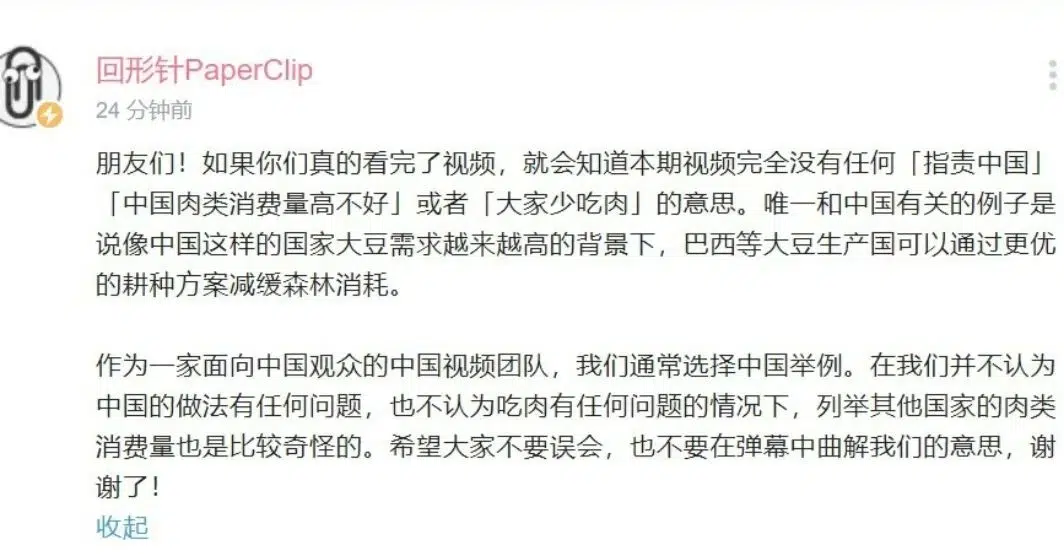 回形针PaperClip
24 分钟前
朋友们！如果你们真的看完了视频，就会知道本期视频完全没有任何「指责中国」
「中国肉类消费量高不好」或者「大家少吃肉」的意思。唯一和中国有关的例子是
说像中国这样的国家大豆需求越来越高的背景下，巴西等大豆生产国可以通过更优
的耕种方案减缓森林消耗。
作为一家面向中国观众的中国视频团队，我们通常选择中国举例。在我们并不认为
中国的做法有任何问题，也不认为吃肉有任何问题的情况下，列举其他国家的肉类
消费量也是比较奇怪的。希望大家不要误会，也不要在弹幕中曲解我们的意思，谢
谢了！
收起